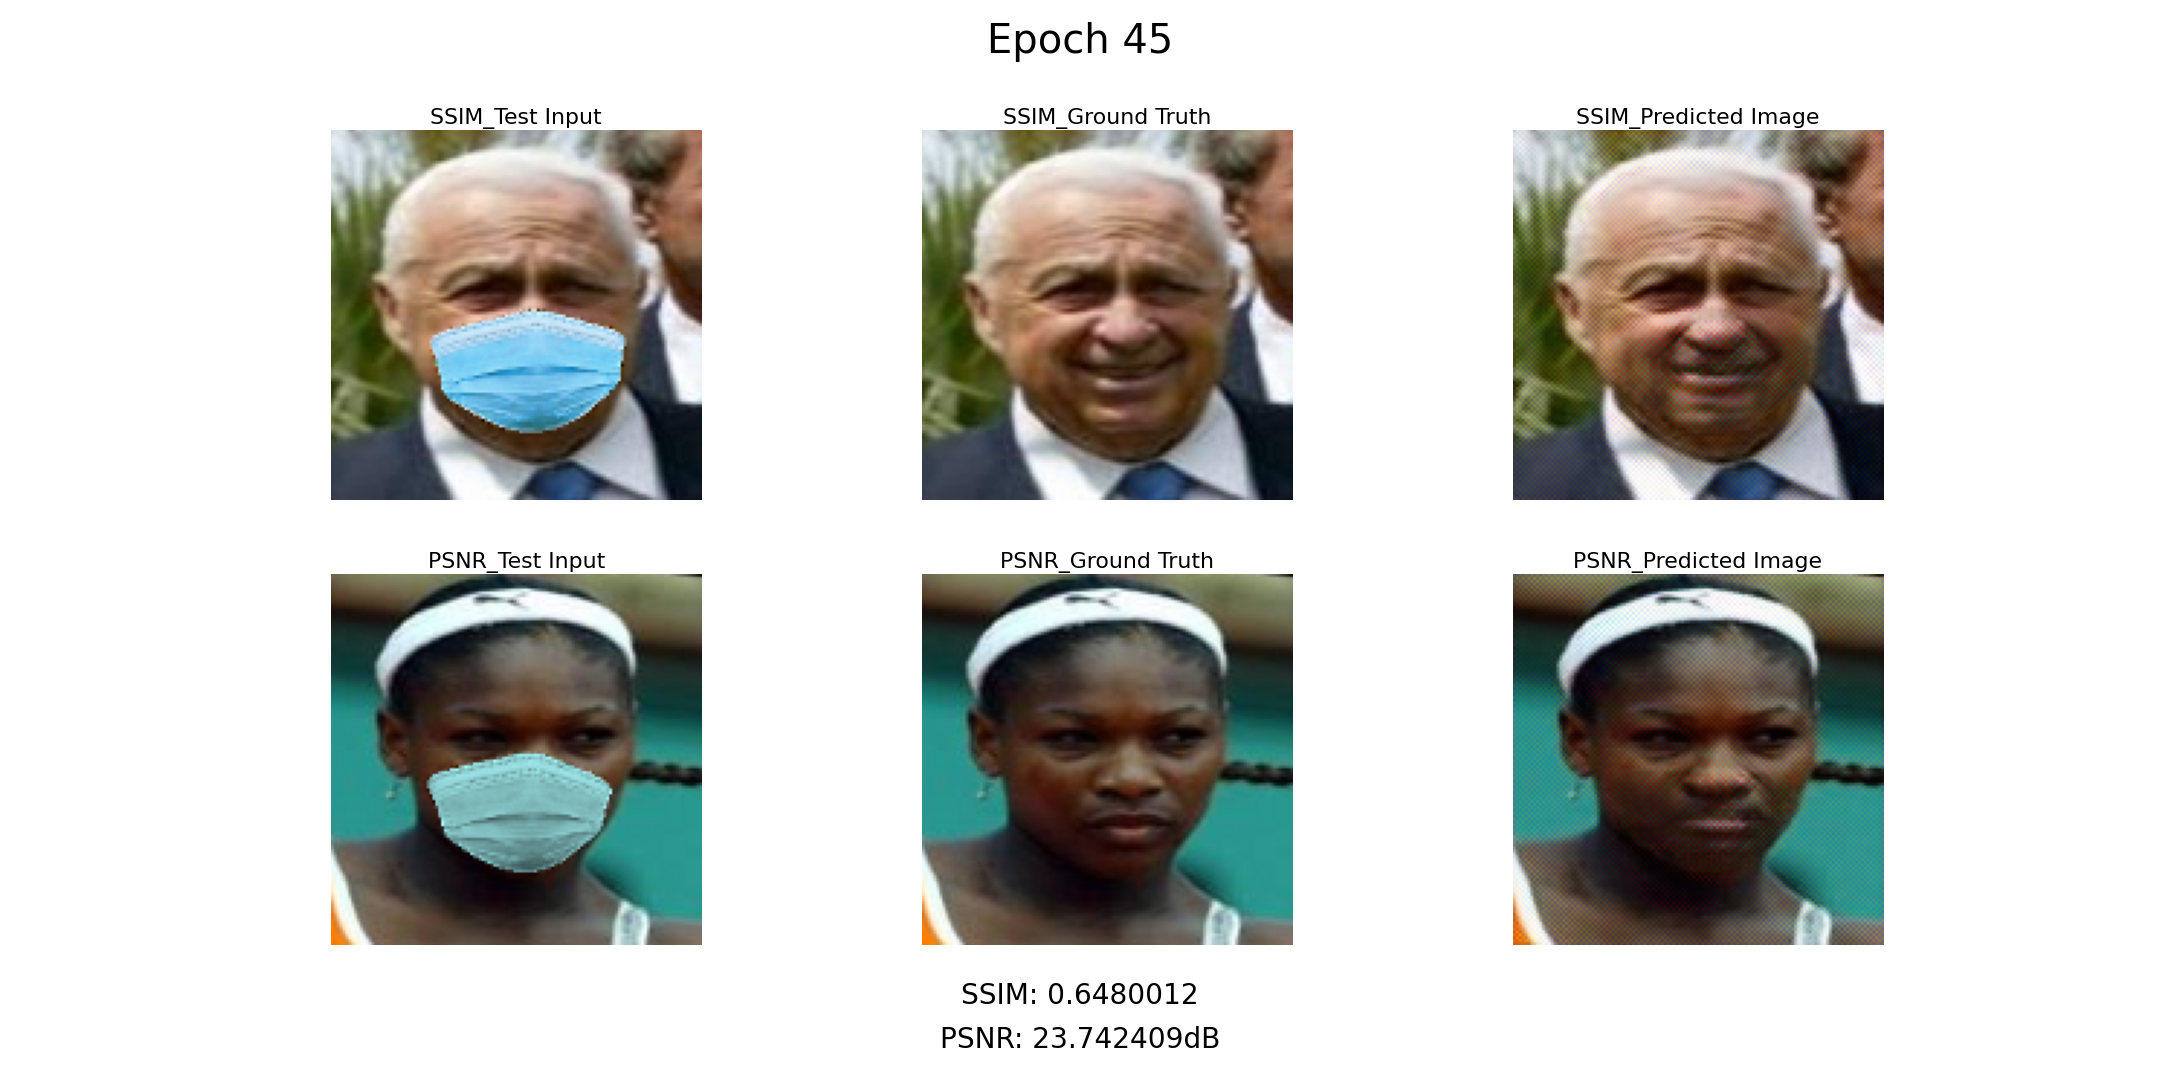 Epoch 45
SSIM_Test Input
SSIM_Ground Truth
SSIM_Predicted Image
PSNR_Test Input
PSNR_Ground Truth
PSNR_Predicted Image
SSIM: 0.6480012
PSNR: 23.742409dB